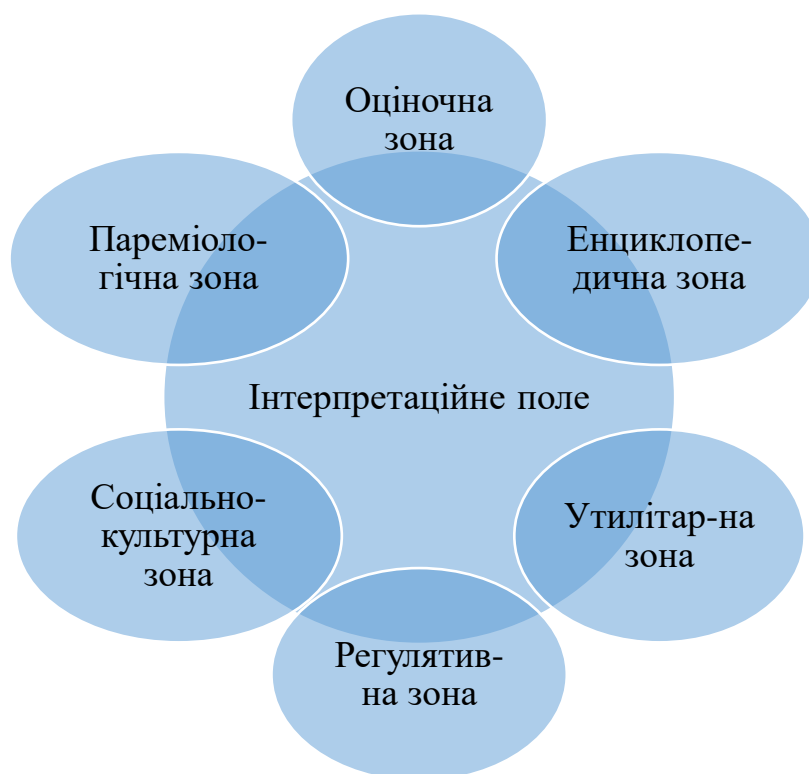 Оціночна
зона
Пареміоло-
гічна зона
Енциклопе-
дична зона
Інтерпретаційне поле
Соціально-
культурна
зона
Утилітар-на
зона
Регулятив-
на зона